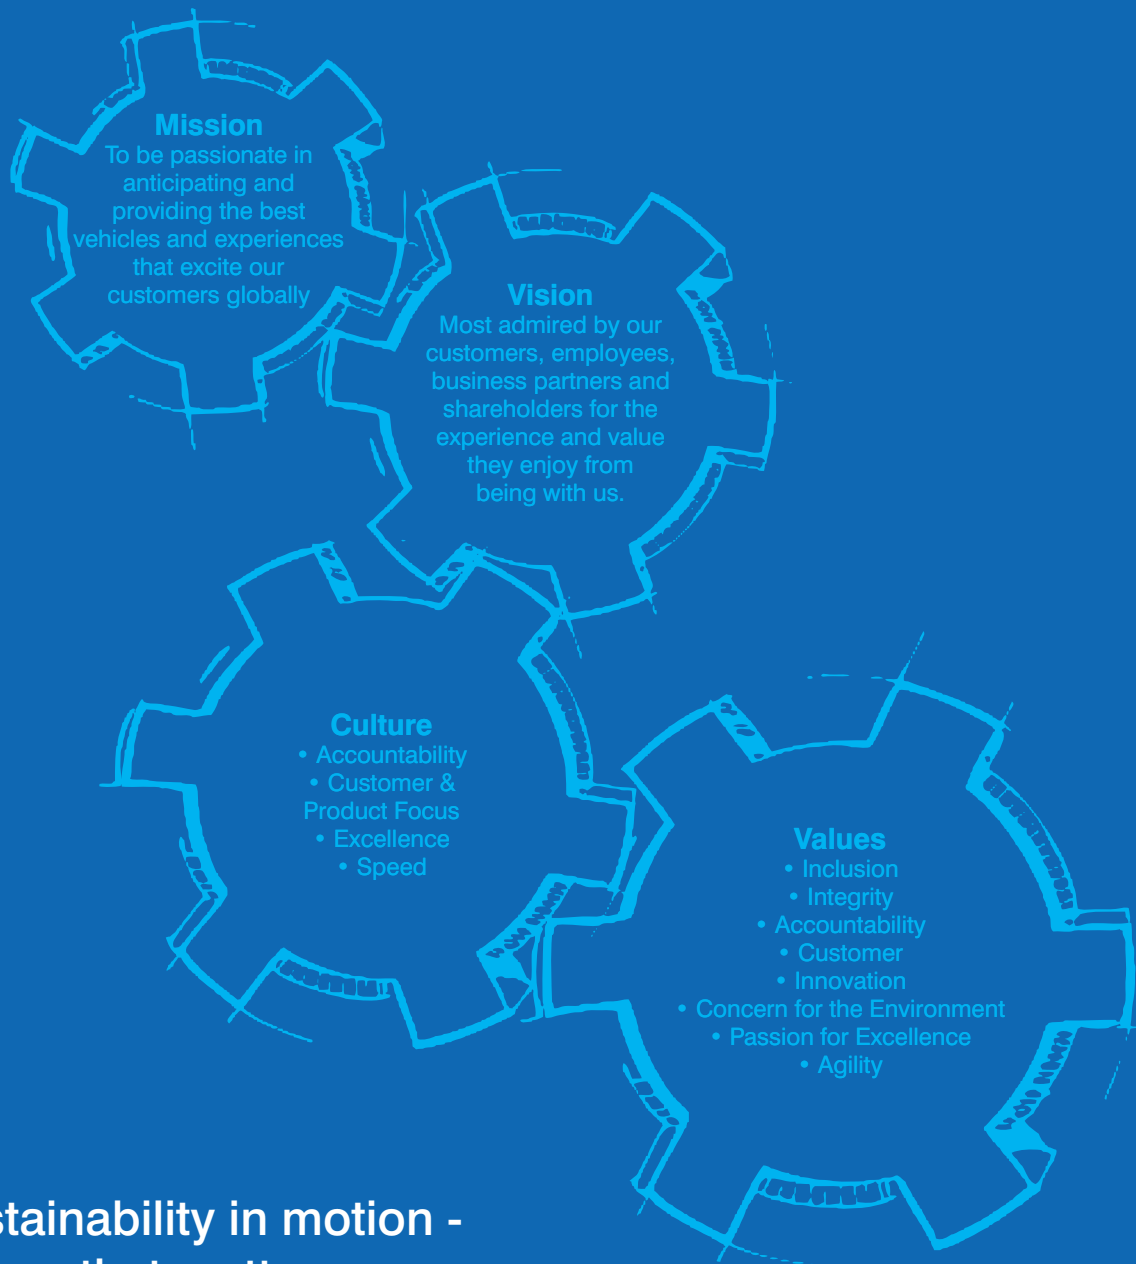 Mission
To be passionate in
anticipating and
providing the best
vehicles and experiences
that excite our
customers globally
Vision
Most admired by our
customers, employees,
business partners and
shareholders for the
experience and value
they enjoy from
being with us.
Culture
• Accountability
• Customer &
Product Focus
• Excellence
• Speed
Values
• Inclusion
• Integrity
• Accountability
• Customer
• Innovation
• Concern for the Environment
• Passion for Excellence
• Agility
stainability in motion -